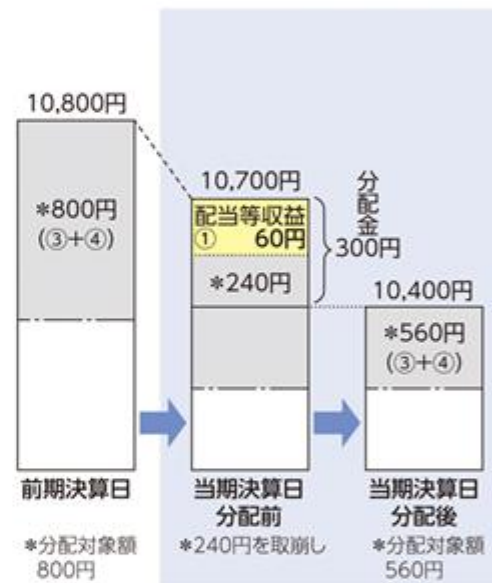 10,800円
*800円
(③+④)
前期決算日
*分配対象額
800円
10,700円
配当等収益
① 60円
*240円
分配金
300円
当期決算日
分配前
*240円を取崩し
10,400円
*560円
(③+④)
当期決算日
分配後
*分配対象額
560円